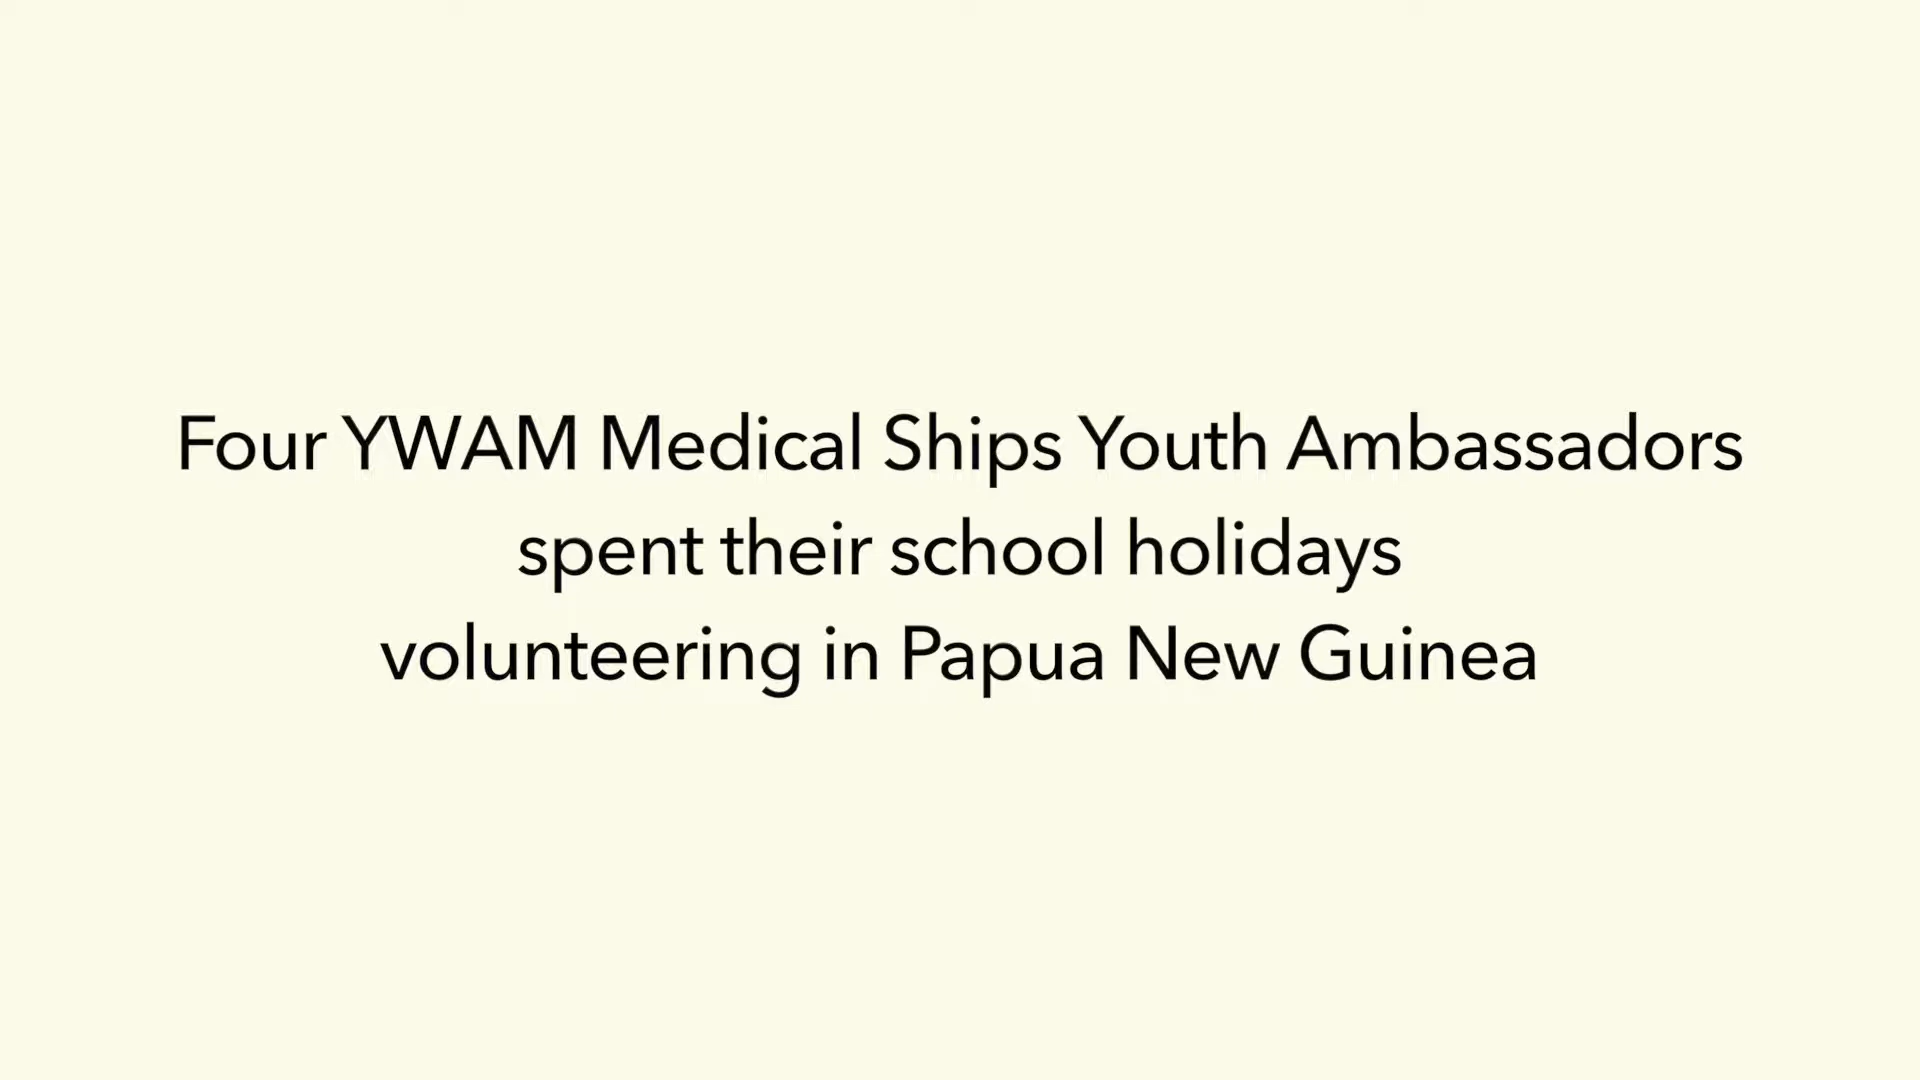 Four YWAM Medical Ships Youth Ambassadors
spent their school holidays
volunteering in Papua New Guinea